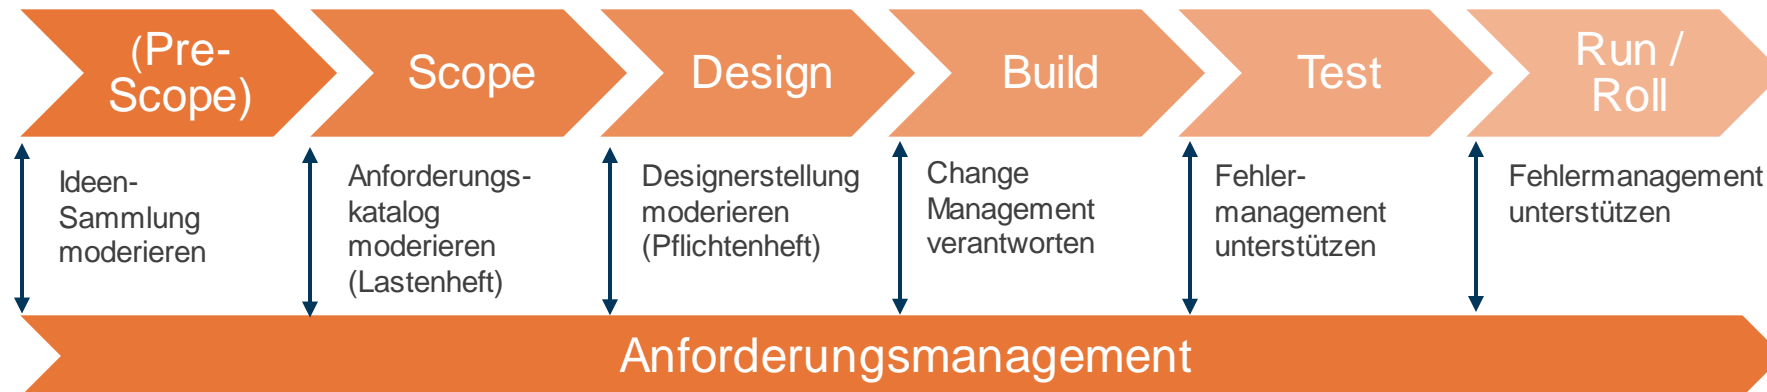 (Pre-
Scope)
Scope
Design
Build
Test
Run /
Roll
Ideen-
Sammlung
moderieren
Anforderungs-
katalog
moderieren
(Lastenheft)
Designerstellung
moderieren
(Pflichtenheft)
Change
Management
verantworten
Fehler-
management
unterstützen
Fehlermanagement
unterstützen
Anforderungsmanagement